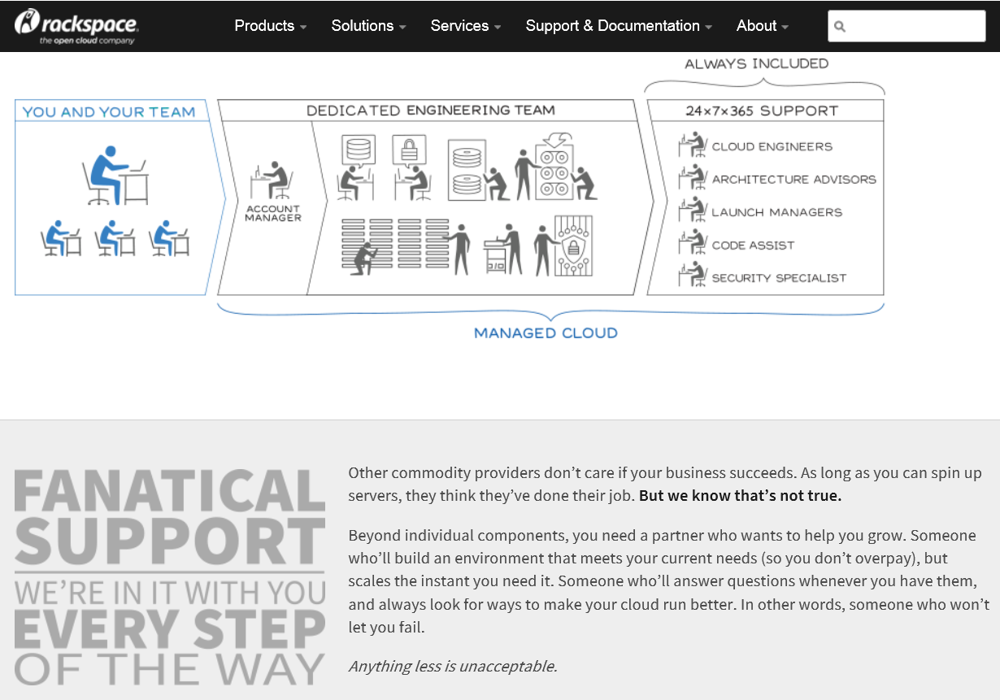 rackspace.
the open cloud company
Products Solutions Services Support & Documentation About
ALWAYS INCLUDED
YOU AND YOUR TEAM
DEDICATED ENGINEERING TEAM
24x7x365 SUPPORT
ACCOUNT
MANAGER
CLOUD ENGINEERS
ARCHITECTURE ADVISORS
LAUNCH MANAGERS
CODE ASSIST
SECURITY SPECIALIST
MANAGED CLOUD
FANATICAL
SUPPORT
WE'RE IN IT WITH YOU
EVERY STEP
OF THE WAY
Other commodity providers don't care if your business succeeds. As long as you can spin up
servers, they think they've done their job. But we know that's not true.
Beyond individual components, you need a partner who wants to help you grow. Someone
who'll build an environment that meets your current needs (so you don't overpay), but
scales the instant you need it. Someone who'll answer questions whenever you have them,
and always look for ways to make your cloud run better. In other words, someone who won't
let you fail.
Anything less is unacceptable.